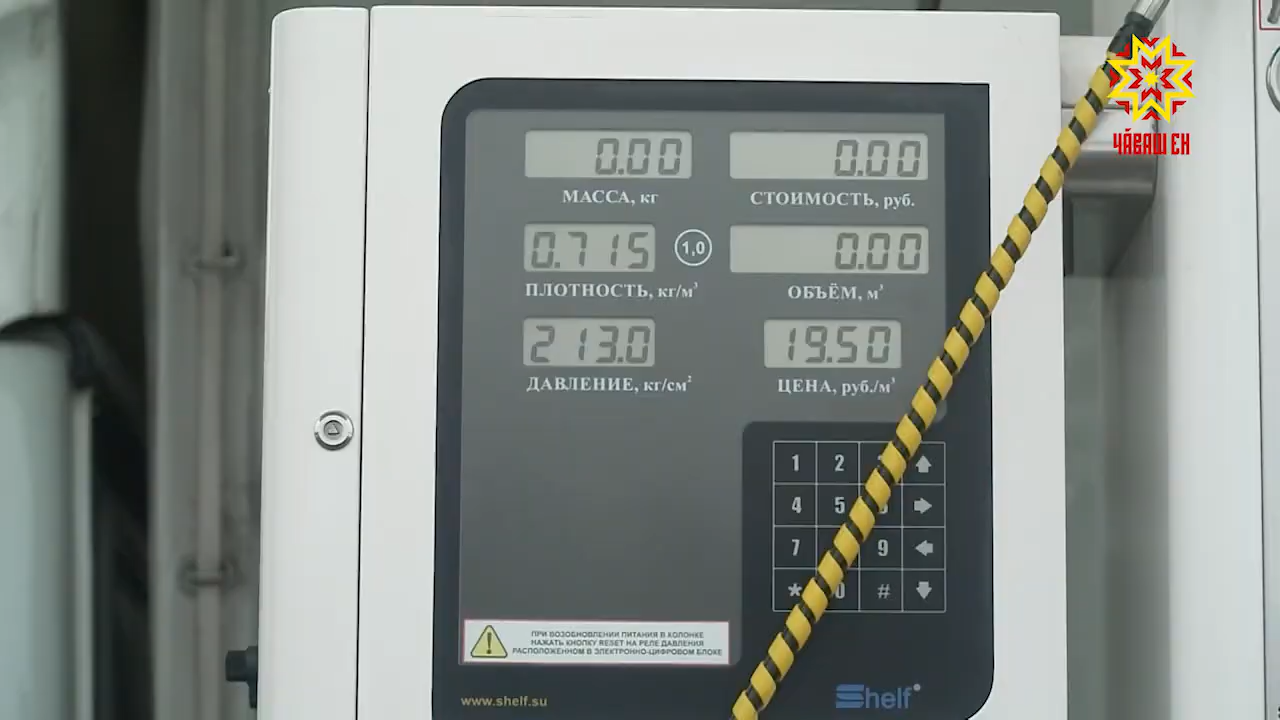 ЧӐВАШ ЕН
0.00 0.00
МАССА, кг СТОИМОСТЬ, руб.
0.715 1,0 0.00
ПЛОТНОСТЬ, кг/м³ ОБЪЁМ, м³
213.0 19.50
ДАВЛЕНИЕ, кг/см² ЦЕНА, руб./м³
1 2
4 5
7 9
* 0 #
ПРИ ВОЗОБНОВЛЕНИИ ПИТАНИЯ В КОЛОНКЕ
НАЖАТЬ КНОПКУ RESET НА РЕЛЕ ДАВЛЕНИЯ
РАСПОЛОЖЕННОМ В ЭЛЕКТРОННО-ЦИФРОВОМ БЛОКЕ
www.shelf.su Shelf